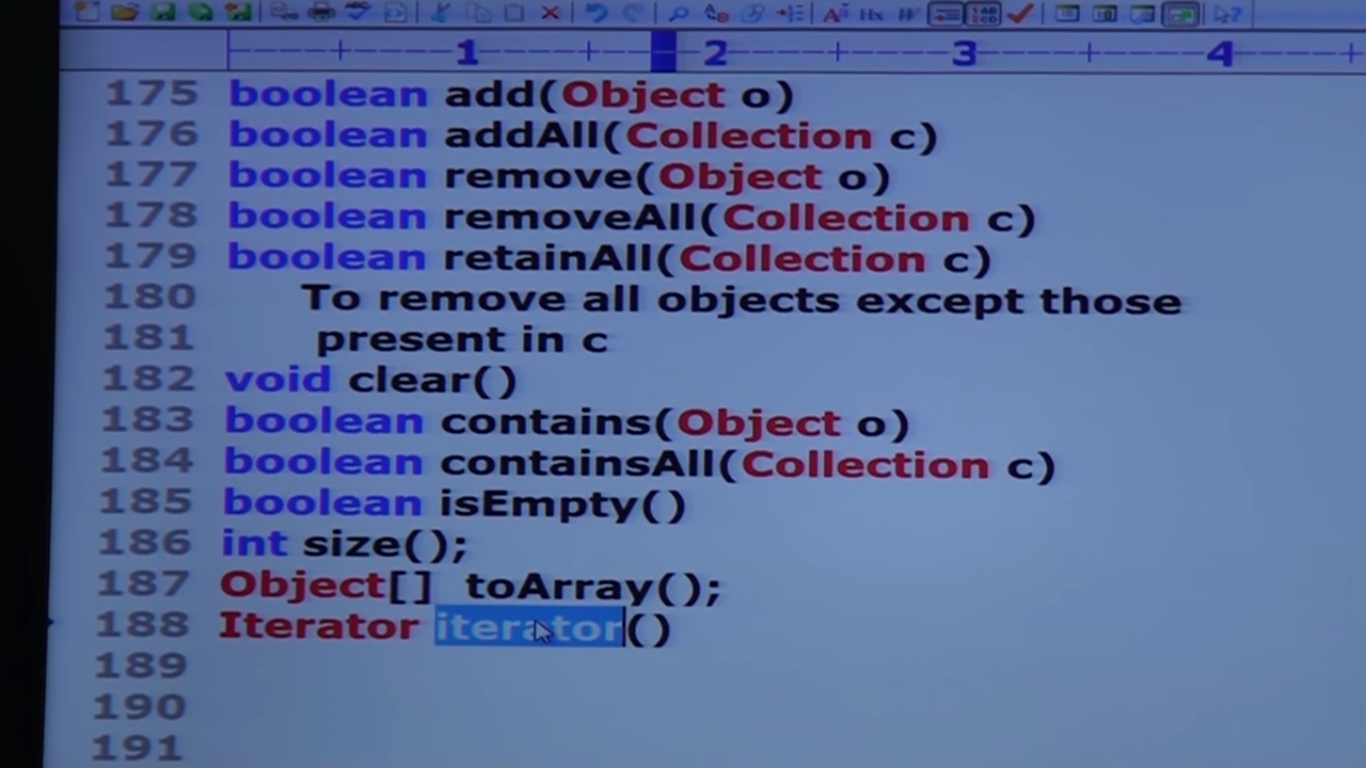 1 2 3 4
175 boolean add(Object o)
176 boolean addAll(Collection c)
177 boolean remove(Object o)
178 boolean removeAll(Collection c)
179 boolean retainAll(Collection c)
180 To remove all objects except those
181 present in c
182 void clear()
183 boolean contains(Object o)
184 boolean containsAll(Collection c)
185 boolean isEmpty()
186 int size();
187 Object[] toArray();
188 Iterator iterator()
189
190
191